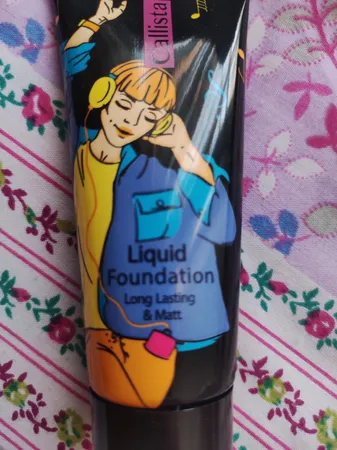 Callista
Liquid
Foundation
Long Lasting
& Matt